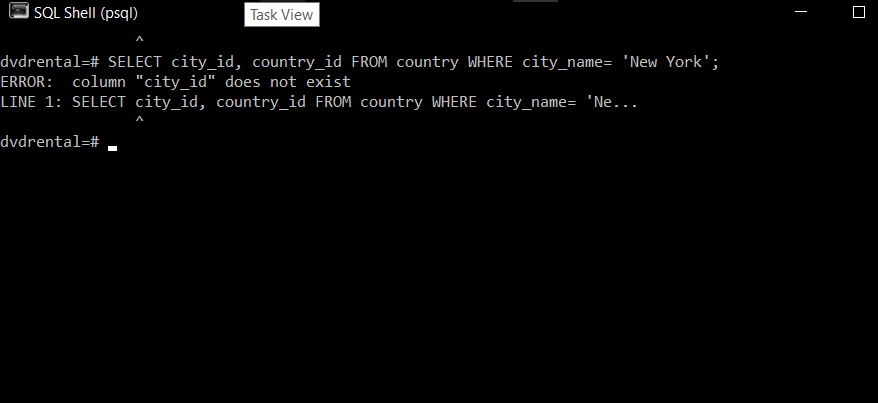 SQL Shell (psql)
Task View
^
dvdrental=# SELECT city_id, country_id FROM country WHERE city_name= 'New York';
ERROR:  column "city_id" does not exist
LINE 1: SELECT city_id, country_id FROM country WHERE city_name= 'Ne...
^
dvdrental=#